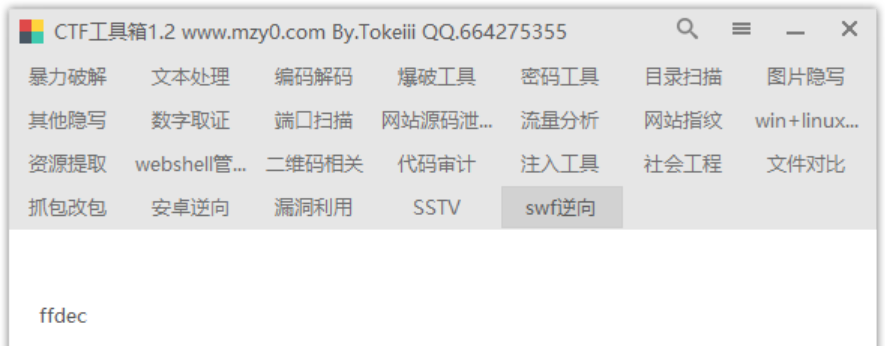 CTF工具箱1.2 www.mzy0.com By.Tokeiii QQ.664275355
暴力破解 文本处理 编码解码 爆破工具 密码工具 目录扫描 图片隐写
其他隐写 数字取证 端口扫描 网站源码泄... 流量分析 网站指纹 win+linux...
资源提取 webshell管... 二维码相关 代码审计 注入工具 社会工程 文件对比
抓包改包 安卓逆向 漏洞利用 SSTV swf逆向
ffdec